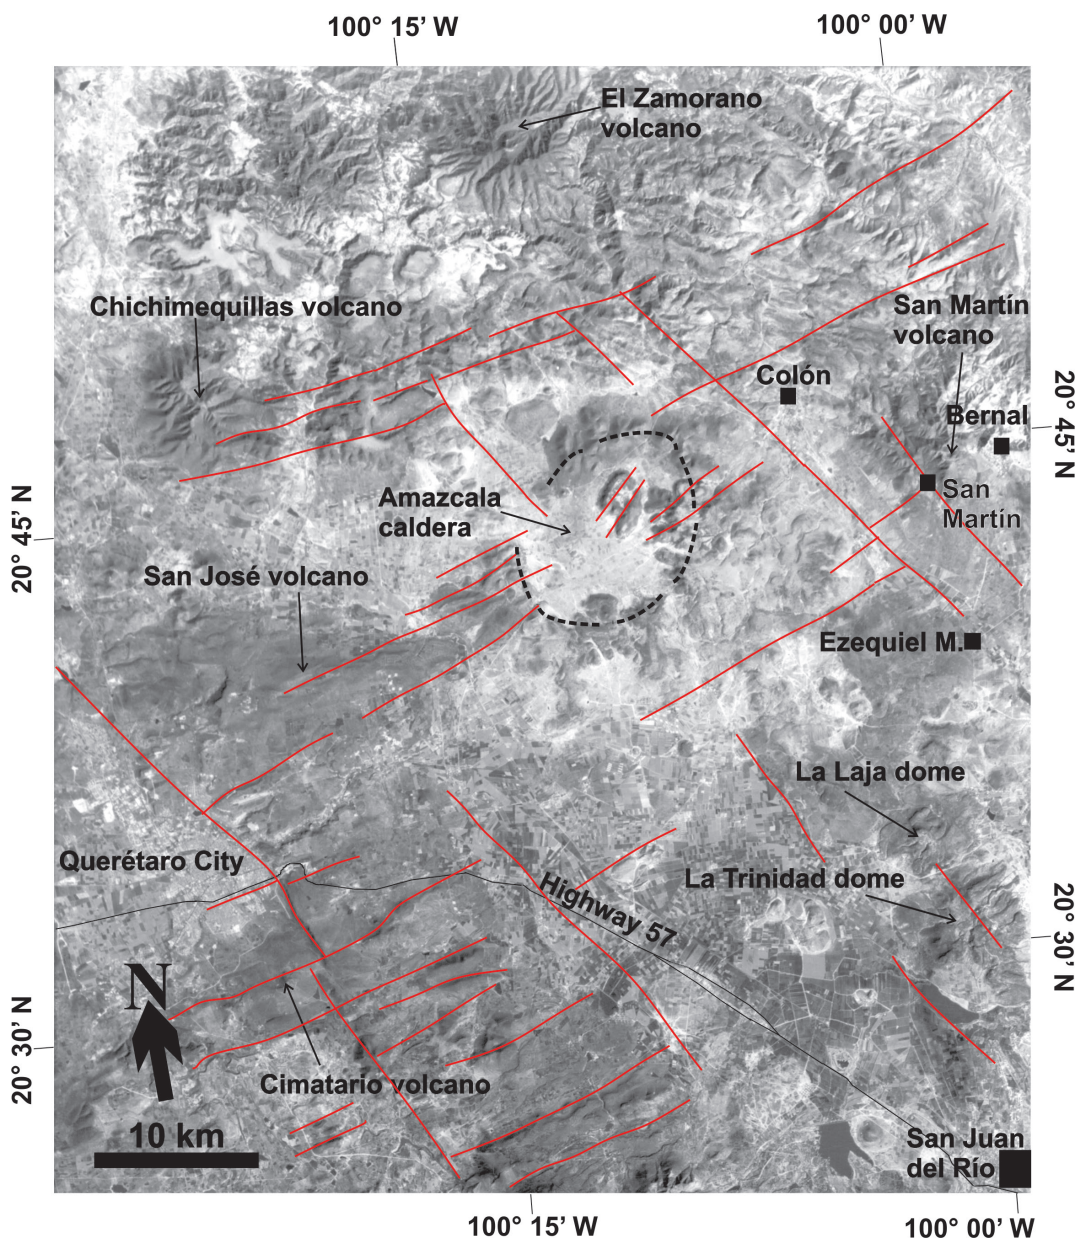 100° 15’ W
100° 00’ W
El Zamorano
volcano
Chichimequillas volcano
San Martín
volcano
Colón
Bernal
20° 45’ N
Amazcala
caldera
San
Martín
20° 45’ N
San José volcano
Ezequiel M.
La Laja dome
Querétaro City
La Trinidad dome
Highway 57
20° 30’ N
N
20° 30’ N
Cimatario volcano
10 km
San Juan
del Río
100° 15’ W
100° 00’ W